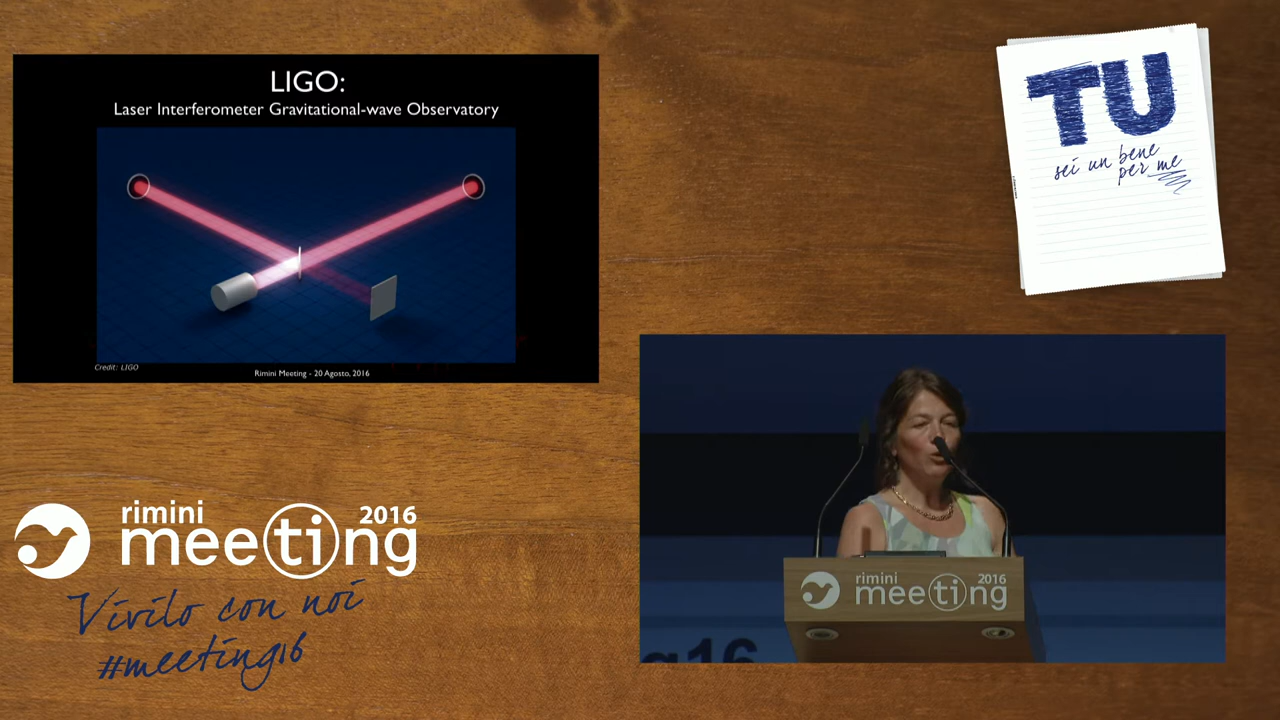 LIGO:
Laser Interferometer Gravitational-wave Observatory
Credit: LIGO
Rimini Meeting - 20 Agosto, 2016
TU
sei un bene
per me
rimini
2016
meeting
Vivilo con noi
#meeting16
rimini
2016
meeting
g16